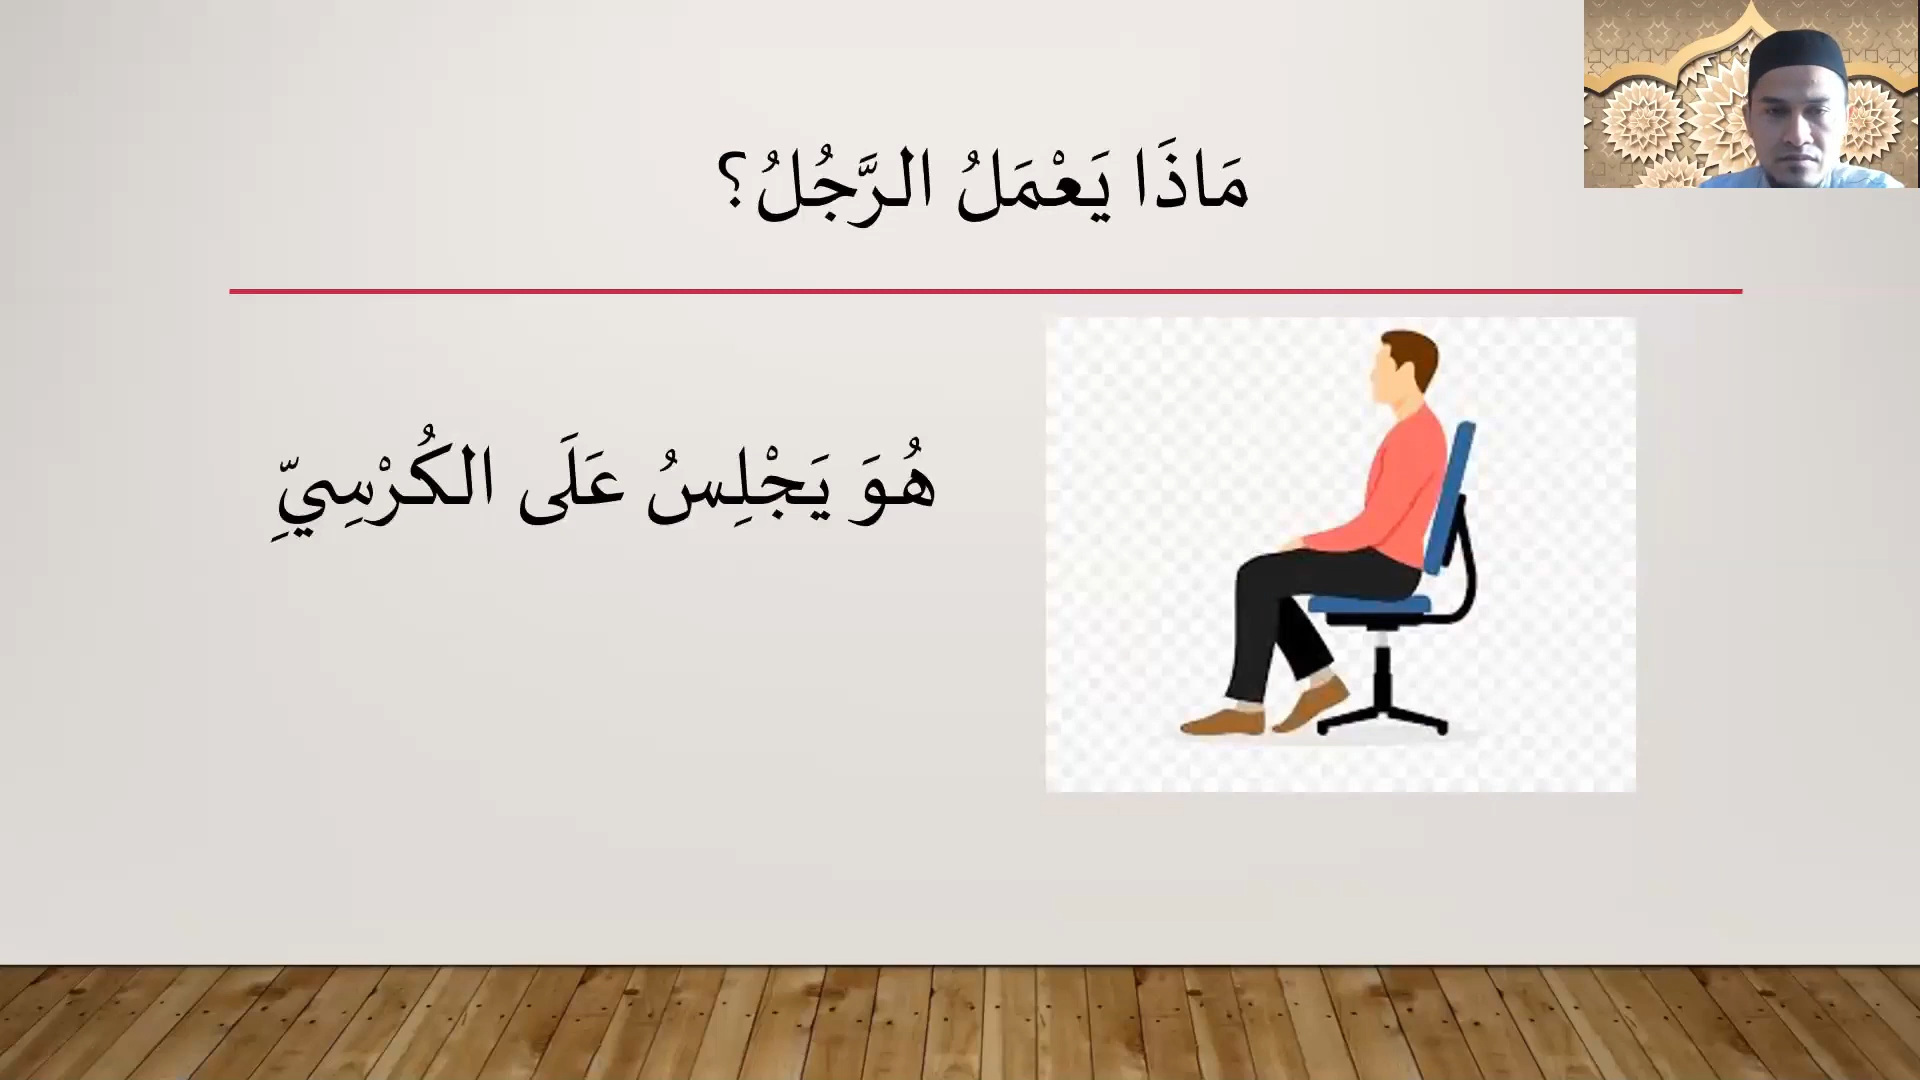 مَاذَا يَعْمَلُ الرَّجُلُ؟
هُوَ يَجْلِسُ عَلَى الكُرْسِيِّ